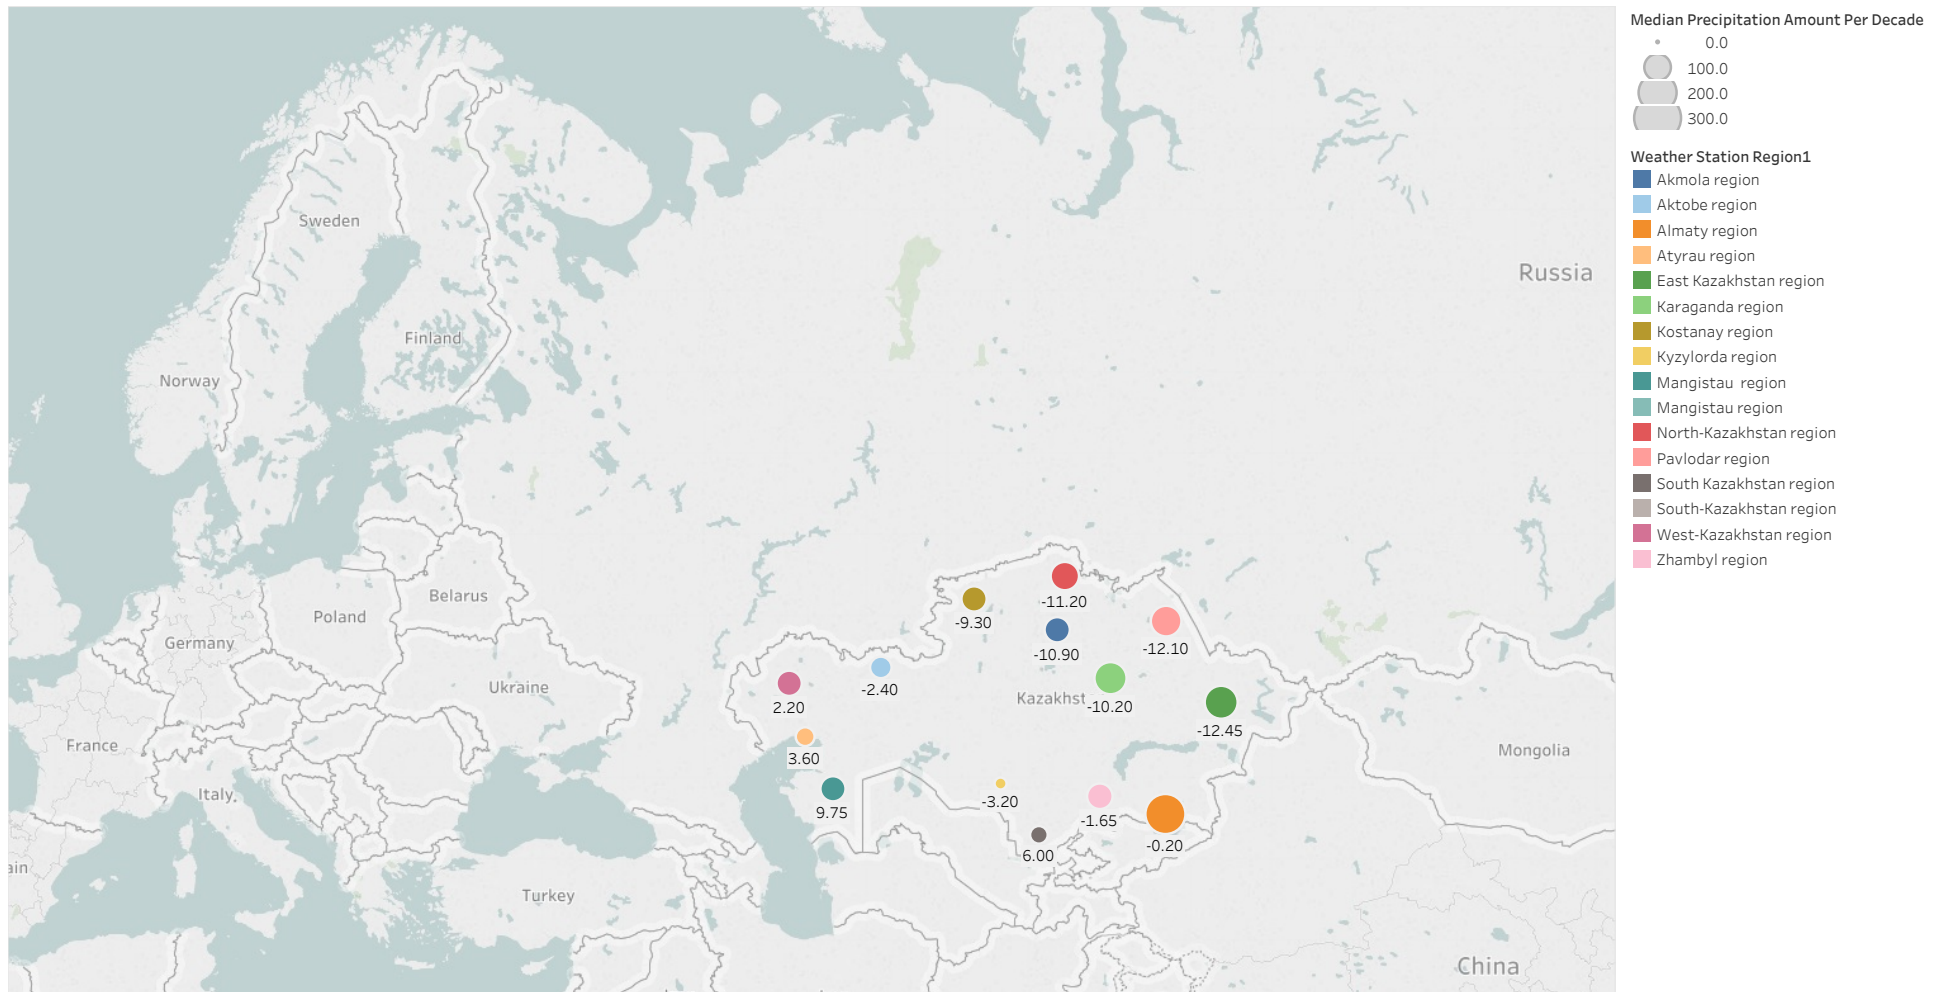 Median Precipitation Amount Per Decade
0.0
100.0
200.0
300.0
Weather Station Region1
Akmola region
Aktobe region
Almaty region
Atyrau region
East Kazakhstan region
Karaganda region
Kostanay region
Kyzylorda region
Mangistau  region
Mangistau region
North-Kazakhstan region
Pavlodar region
South Kazakhstan region
South-Kazakhstan region
West-Kazakhstan region
Zhambyl region
Sweden
Russia
Finland
Norway
Belarus
Poland
Germany
Ukraine
France
Italy
Turkey
Kazakhst
Mongolia
China
ain
-11.20
-9.30
-10.90
-12.10
-2.40
2.20
-10.20
-12.45
3.60
9.75
-3.20
-1.65
-0.20
6.00